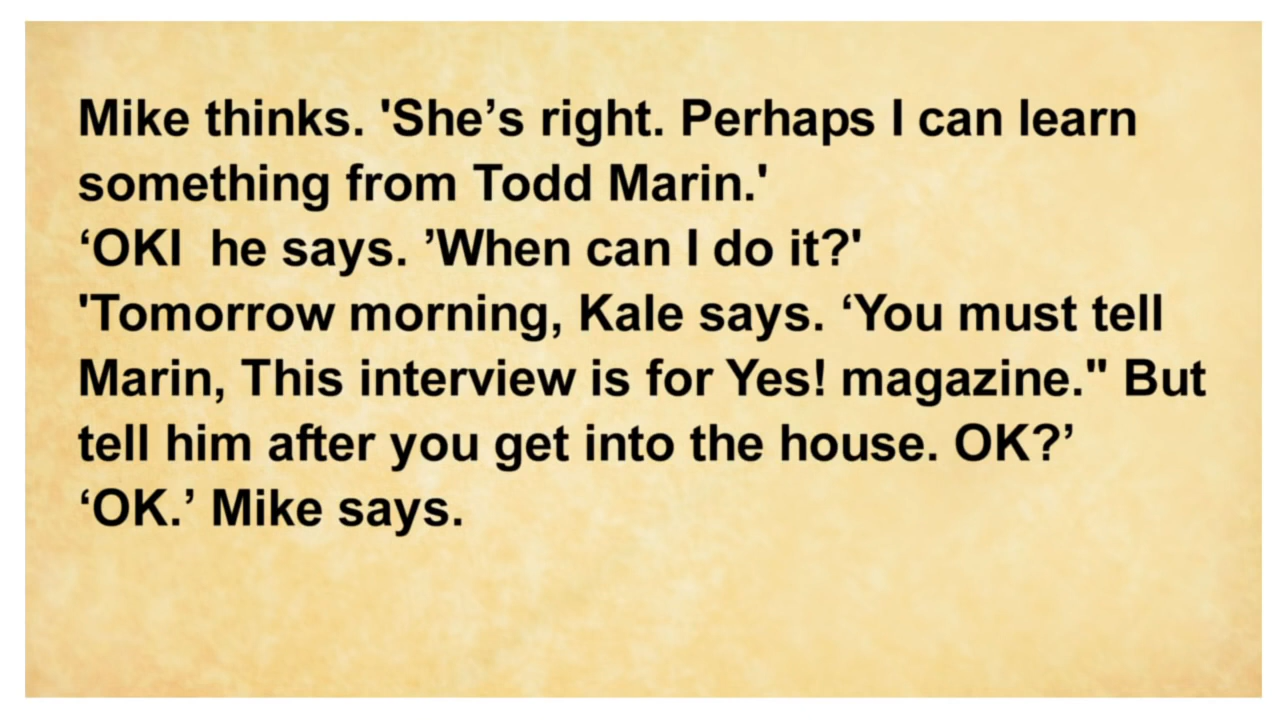 Mike thinks. 'She’s right. Perhaps I can learn
something from Todd Marin.'
‘OKI  he says. ’When can I do it?'
'Tomorrow morning, Kale says. ‘You must tell
Marin, This interview is for Yes! magazine." But
tell him after you get into the house. OK?’
‘OK.’ Mike says.